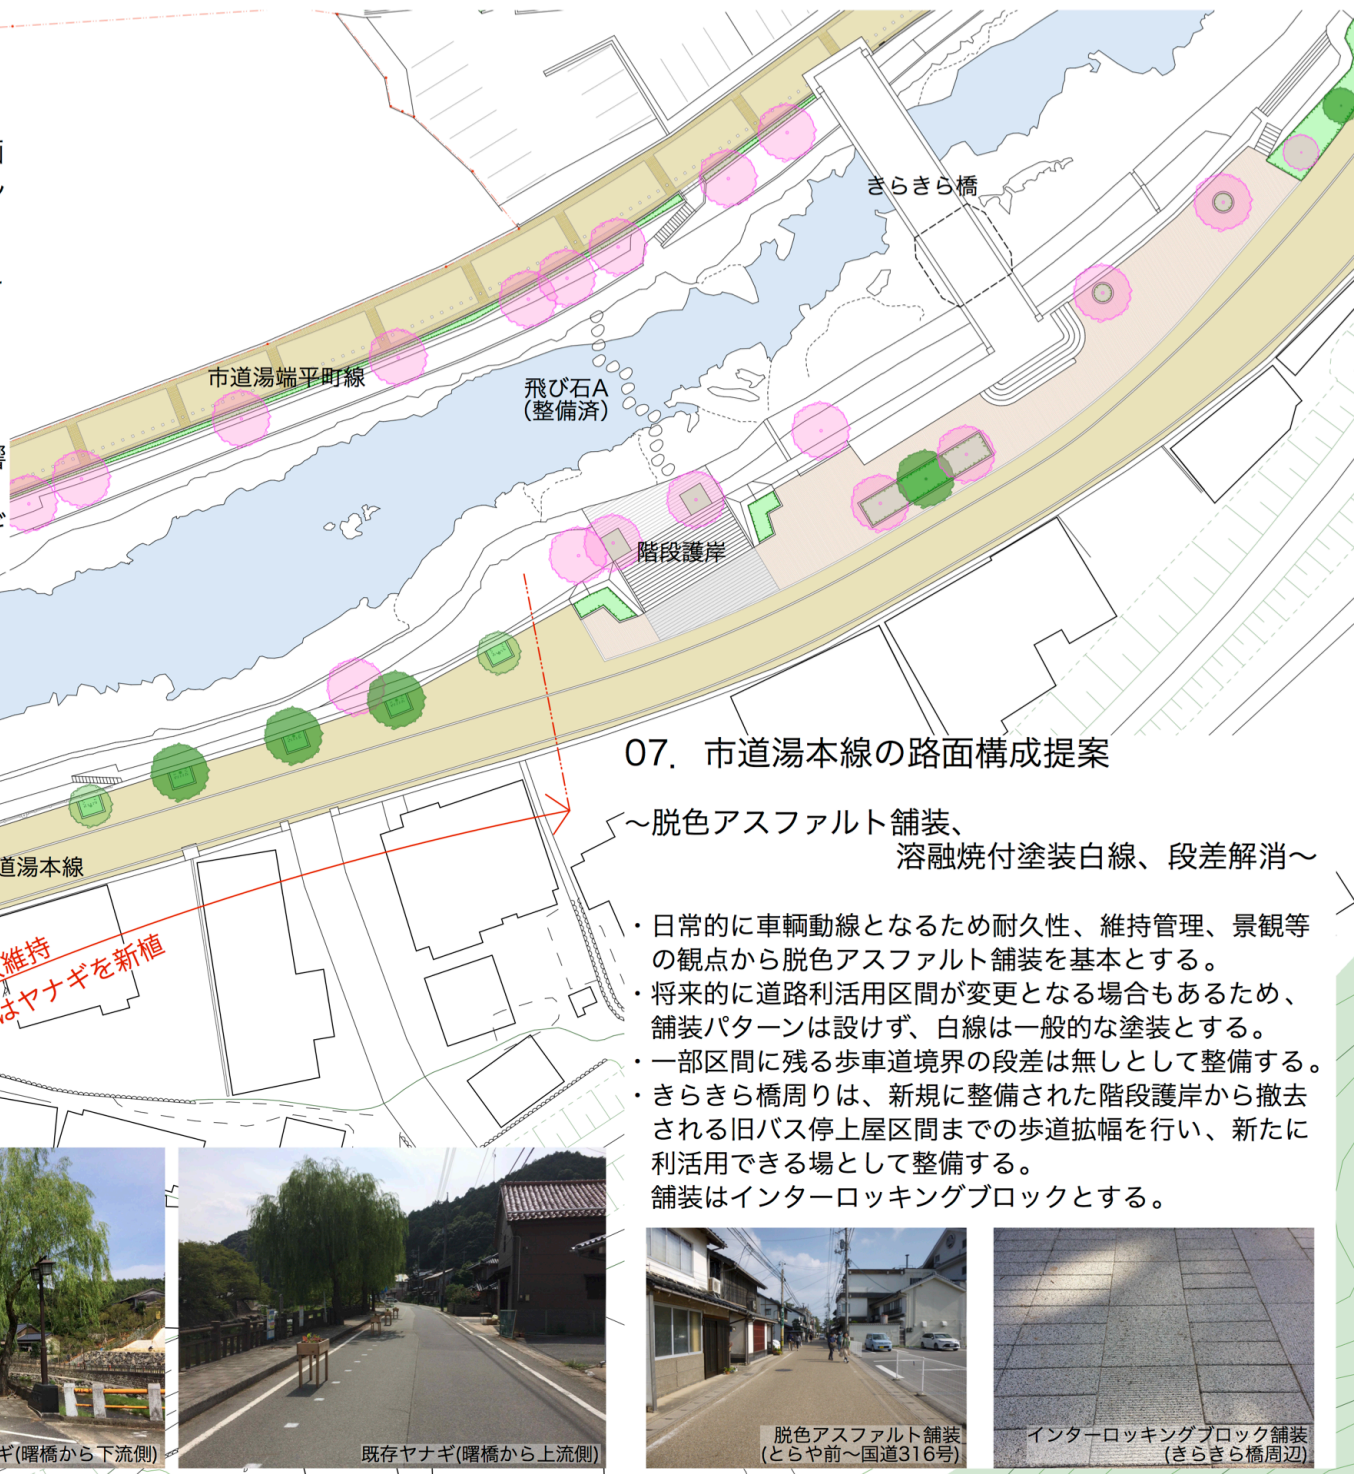 きらきら橋
市道湯端平町線
飛び石A
(整備済)
階段護岸
道湯本線
維持
はヤナギを新植
07. 市道湯本線の路面構成提案
〜脱色アスファルト舗装、
溶融焼付塗装白線、段差解消〜
・日常的に車輌動線となるため耐久性、維持管理、景観等
の観点から脱色アスファルト舗装を基本とする。
・将来的に道路利活用区間が変更となる場合もあるため、
舗装パターンは設けず、白線は一般的な塗装とする。
・一部区間に残る歩車道境界の段差は無しとして整備する。
・きらきら橋周りは、新規に整備された階段護岸から撤去
される旧バス停上屋区間までの歩道拡幅を行い、新たに
利活用できる場として整備する。
舗装はインターロッキングブロックとする。
ギ(曙橋から下流側)
既存ヤナギ(曙橋から上流側)
脱色アスファルト舗装
(とらや前〜国道316号)
インターロッキングブロック舗装
(きらきら橋周辺)